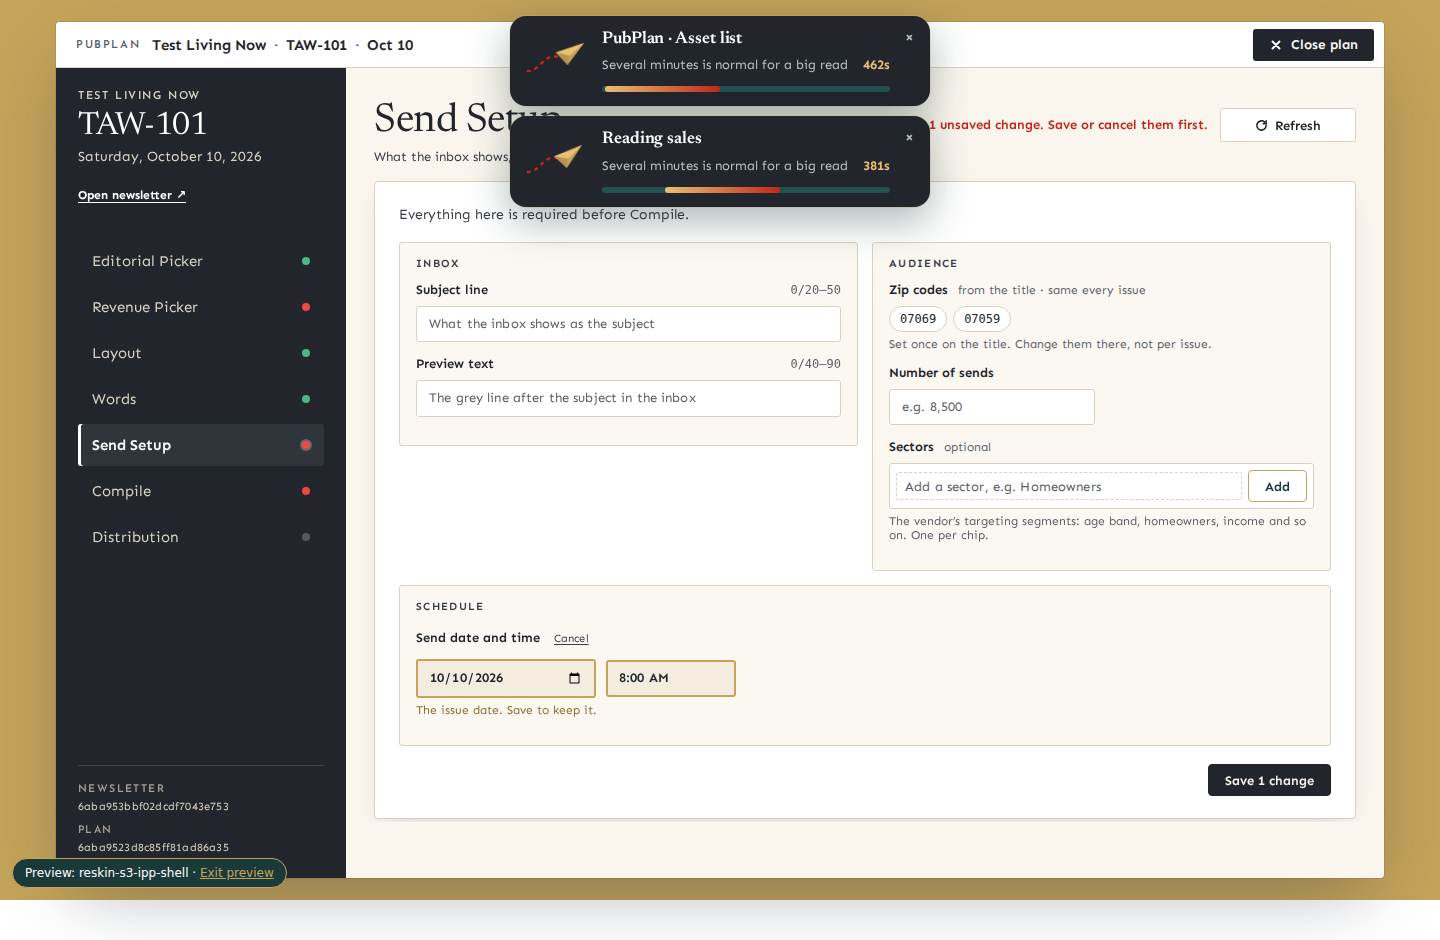 PUBPLAN Test Living Now · TAW-101 · Oct 10
× Close plan
PubPlan · Asset list ×
Several minutes is normal for a big read 462s
Reading sales ×
Several minutes is normal for a big read 381s
TEST LIVING NOW
TAW-101
Saturday, October 10, 2026
Open newsletter ↗
Editorial Picker
Revenue Picker
Layout
Words
Send Setup
Compile
Distribution
NEWSLETTER
6aba953bbf02dcdf7043e753
PLAN
6aba9523d8c85ff81ad86a35
Preview: reskin-s3-ipp-shell · Exit preview
Send Setup
What the inbox shows,
1 unsaved change. Save or cancel them first.
Refresh
Everything here is required before Compile.
INBOX
Subject line 0/20–50
What the inbox shows as the subject
Preview text 0/40–90
The grey line after the subject in the inbox
AUDIENCE
Zip codes from the title · same every issue
07069 07059
Set once on the title. Change them there, not per issue.
Number of sends
e.g. 8,500
Sectors optional
Add a sector, e.g. Homeowners Add
The vendor's targeting segments: age band, homeowners, income and so
on. One per chip.
SCHEDULE
Send date and time Cancel
10/10/2026 8:00 AM
The issue date. Save to keep it.
Save 1 change